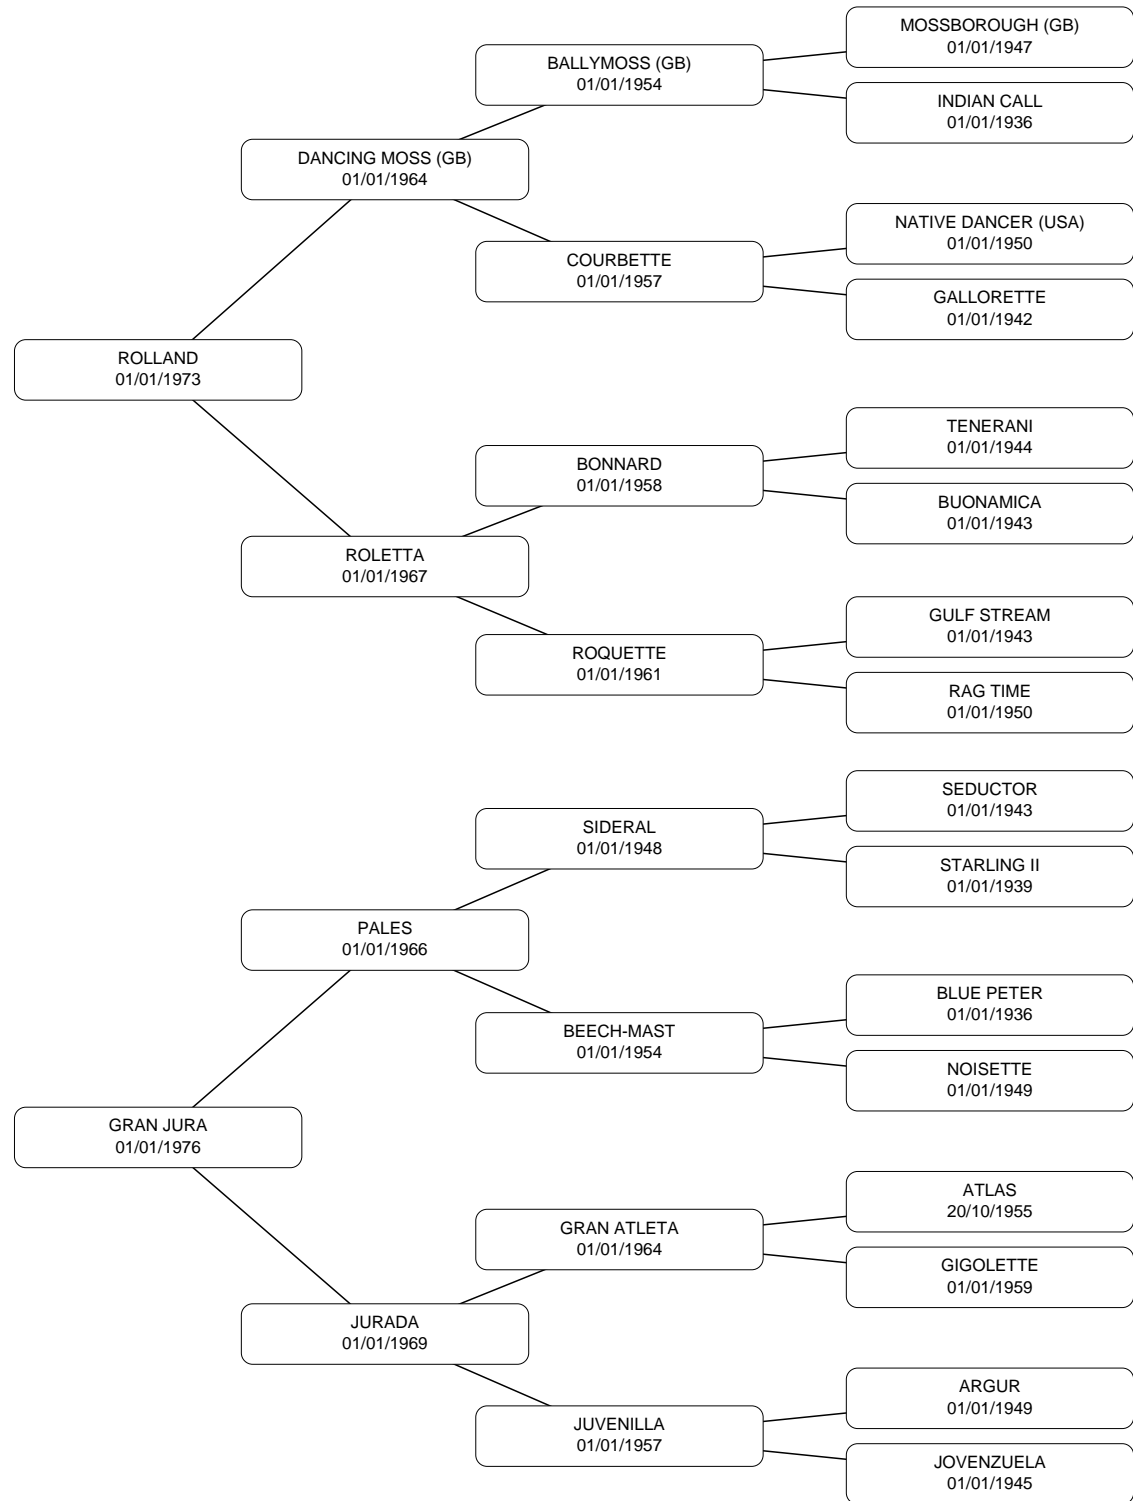 MOSSBOROUGH (GB)
01/01/1947
BALLYMOSS (GB)
01/01/1954
INDIAN CALL
01/01/1936
DANCING MOSS (GB)
01/01/1964
NATIVE DANCER (USA)
01/01/1950
COURBETTE
01/01/1957
GALLORETTE
01/01/1942
ROLLAND
01/01/1973
TENERANI
01/01/1944
BONNARD
01/01/1958
BUONAMICA
01/01/1943
ROLETTA
01/01/1967
GULF STREAM
01/01/1943
ROQUETTE
01/01/1961
RAG TIME
01/01/1950
SEDUCTOR
01/01/1943
SIDERAL
01/01/1948
STARLING II
01/01/1939
PALES
01/01/1966
BLUE PETER
01/01/1936
BEECH-MAST
01/01/1954
NOISETTE
01/01/1949
GRAN JURA
01/01/1976
ATLAS
20/10/1955
GRAN ATLETA
01/01/1964
GIGOLETTE
01/01/1959
JURADA
01/01/1969
ARGUR
01/01/1949
JUVENILLA
01/01/1957
JOVENZUELA
01/01/1945